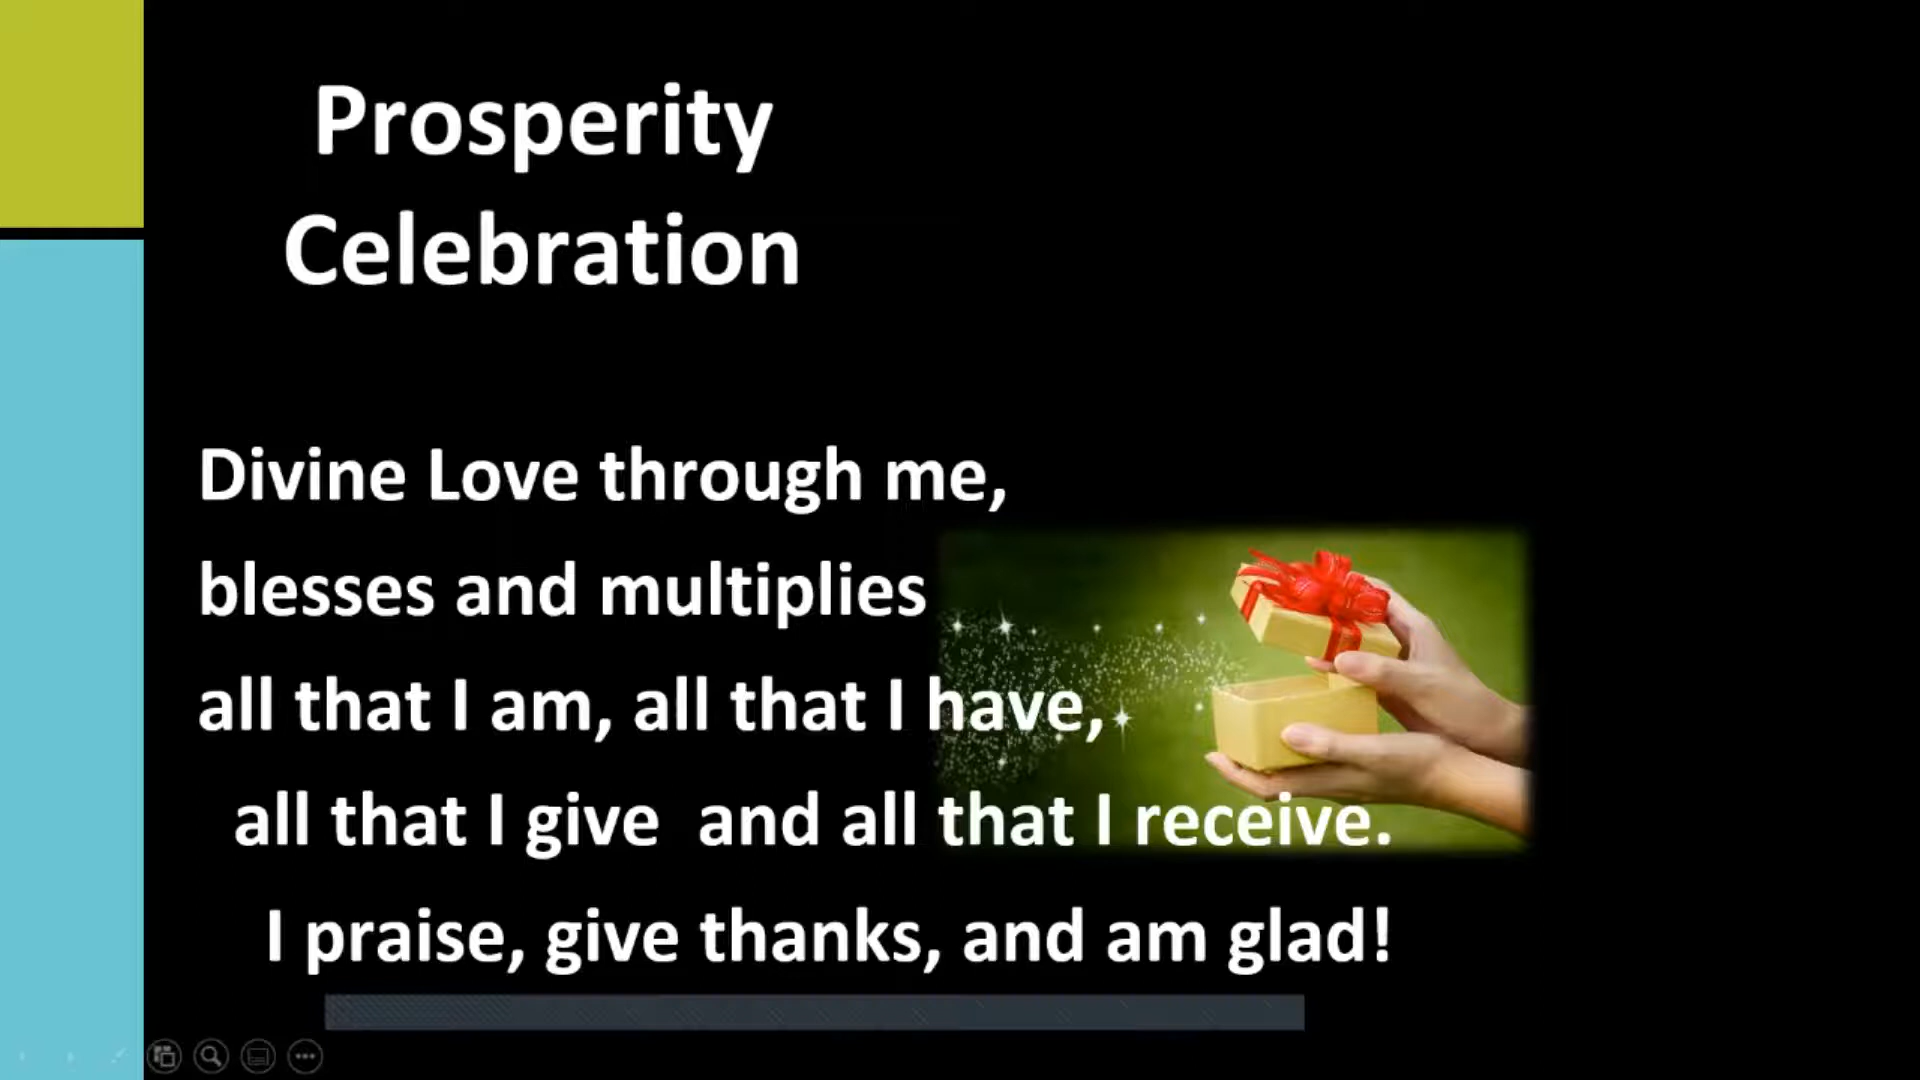 Prosperity
Celebration
Divine Love through me,
blesses and multiplies
all that I am, all that I have,
all that I give  and all that I receive.
I praise, give thanks, and am glad!